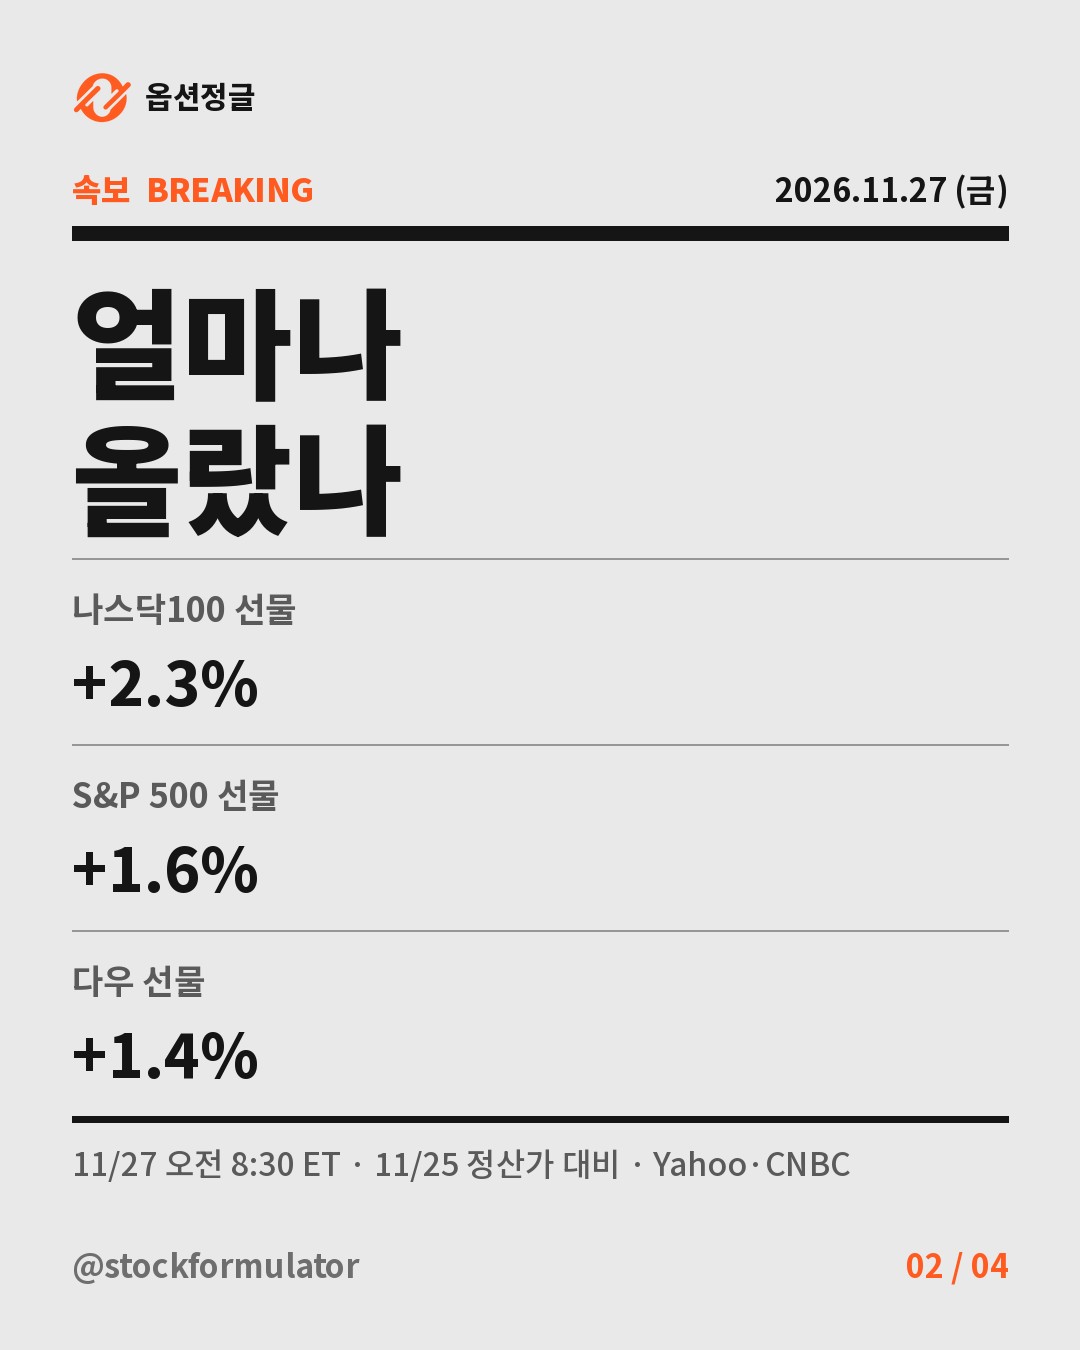 옵션정글
속보 BREAKING
2026.11.27 (금)
얼마나
올랐나
나스닥100 선물
+2.3%
S&P 500 선물
+1.6%
다우 선물
+1.4%
11/27 오전 8:30 ET · 11/25 정산가 대비 · Yahoo·CNBC
@stockformulator
02 / 04